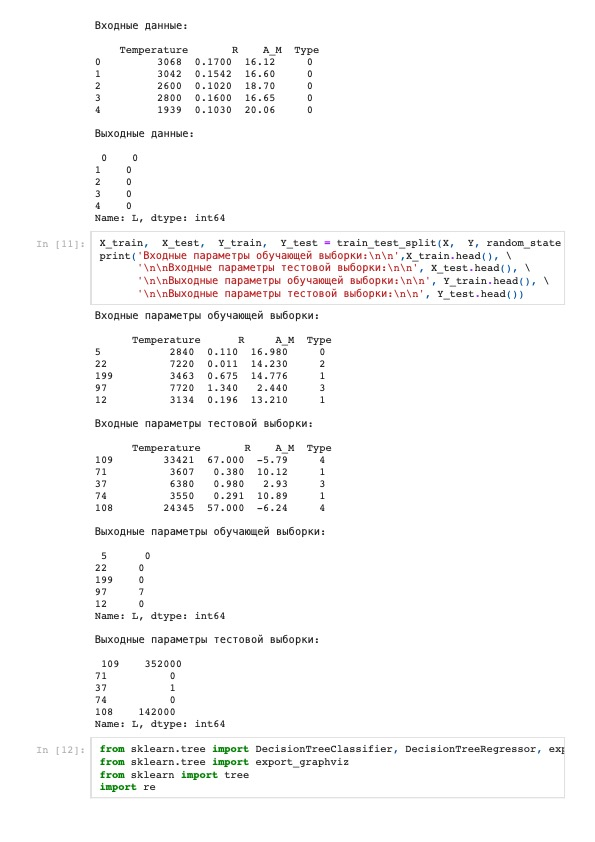 Входные данные:
Temperature R A_M Type
0 3068 0.1700 16.12 0
1 3042 0.1542 16.60 0
2 2600 0.1020 18.70 0
3 2800 0.1600 16.65 0
4 1939 0.1030 20.06 0
Выходные данные:
0 0
1 0
2 0
3 0
4 0
Name: L, dtype: int64
In [11]: X_train, X_test, Y_train, Y_test = train_test_split(X, Y, random_state
print('Входные параметры обучающей выборки:\n\n',X_train.head(), \
'\n\nВходные параметры тестовой выборки:\n\n', X_test.head(), \
'\n\nВыходные параметры обучающей выборки:\n\n', Y_train.head(), \
'\n\nВыходные параметры тестовой выборки:\n\n', Y_test.head())
Входные параметры обучающей выборки:
Temperature R A_M Type
5 2840 0.110 16.980 0
22 7220 0.011 14.230 2
199 3463 0.675 14.776 1
97 7720 1.340 2.440 3
12 3134 0.196 13.210 1
Входные параметры тестовой выборки:
Temperature R A_M Type
109 33421 67.000 -5.79 4
71 3607 0.380 10.12 1
37 6380 0.980 2.93 3
74 3550 0.291 10.89 1
108 24345 57.000 -6.24 4
Выходные параметры обучающей выборки:
5 0
22 0
199 0
97 7
12 0
Name: L, dtype: int64
Выходные параметры тестовой выборки:
109 352000
71 0
37 1
74 0
108 142000
Name: L, dtype: int64
In [12]: from sklearn.tree import DecisionTreeClassifier, DecisionTreeRegressor, exp
from sklearn.tree import export_graphviz
from sklearn import tree
import re